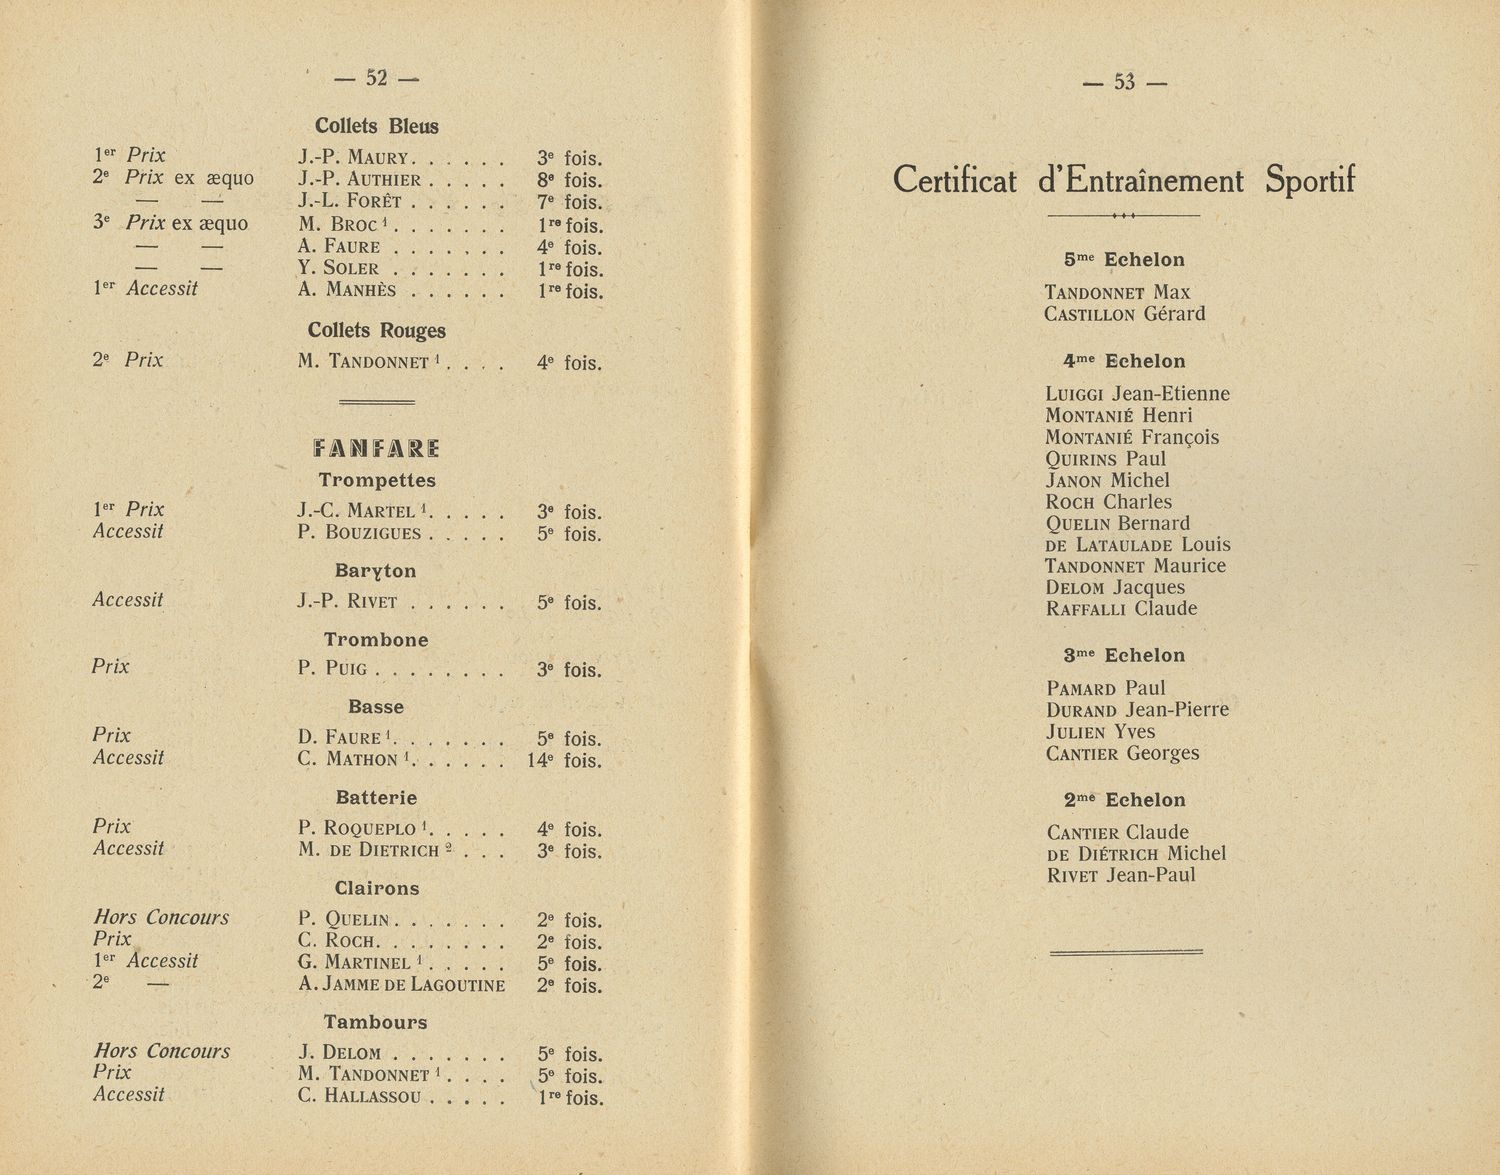 — 52 —
Collets Bleus
1er Prix J.-P. MAURY. . . . . . 3e fois.
2e Prix ex æquo J.-P. AUTHIER . . . . . 8e fois.
— — J.-L. FORÊT . . . . . . 7e fois.
3e Prix ex æquo M. BROC 1 . . . . . . . 1re fois.
— — A. FAURE . . . . . . . 4e fois.
— — Y. SOLER . . . . . . . 1re fois.
1er Accessit A. MANHÈS . . . . . . 1re fois.
Collets Rouges
2e Prix M. TANDONNET 1 . . . . 4e fois.
FANFARE
Trompettes
1er Prix J.-C. MARTEL 1. . . . . 3e fois.
Accessit P. BOUZIGUES . . . . . 5e fois.
Baryton
Accessit J.-P. RIVET . . . . . . 5e fois.
Trombone
Prix P. PUIG . . . . . . . . 3e fois.
Basse
Prix D. FAURE 1. . . . . . . 5e fois.
Accessit C. MATHON 1. . . . . . 14e fois.
Batterie
Prix P. ROQUEPLO 1. . . . . 4e fois.
Accessit M. DE DIETRICH 2 . . . 3e fois.
Clairons
Hors Concours P. QUELIN . . . . . . . 2e fois.
Prix C. ROCH. . . . . . . . 2e fois.
1er Accessit G. MARTINEL 1 . . . . . 5e fois.
2e — A. JAMME DE LAGOUTINE 2e fois.
Tambours
Hors Concours J. DELOM . . . . . . . 5e fois.
Prix M. TANDONNET 1 . . . . 5e fois.
Accessit C. HALLASSOU . . . . . 1re fois.
— 53 —
Certificat d'Entraînement Sportif
5me Echelon
TANDONNET Max
CASTILLON Gérard
4me Echelon
LUIGGI Jean-Etienne
MONTANIÉ Henri
MONTANIÉ François
QUIRINS Paul
JANON Michel
ROCH Charles
QUELIN Bernard
DE LATAULADE Louis
TANDONNET Maurice
DELOM Jacques
RAFFALLI Claude
3me Echelon
PAMARD Paul
DURAND Jean-Pierre
JULIEN Yves
CANTIER Georges
2me Echelon
CANTIER Claude
DE DIÉTRICH Michel
RIVET Jean-Paul